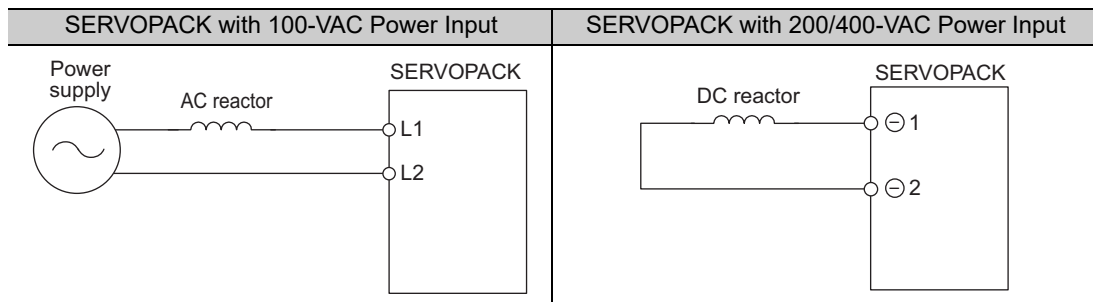 SERVOPACK with 100-VAC Power Input
SERVOPACK with 200/400-VAC Power Input
Power
supply
AC reactor
SERVOPACK
L1
L2
DC reactor
SERVOPACK
⊖ 1
⊖ 2